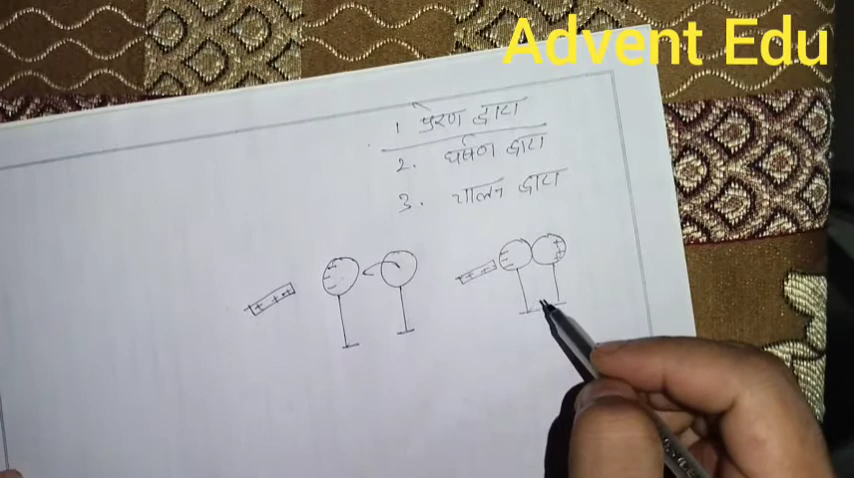 Advent Edu
1. प्रेरण द्वारा
2. घर्षण द्वारा
3. चालन द्वारा